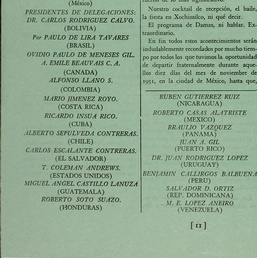 (México)
PRESIDENTES DE DELEGACIONES:
DR. CARLOS RODRIGUEZ CALVO.
(BOLIVIA)
Por PAULO DE LIRA TAVARES
(BRASIL)
OVIDIO PAULO DE MENESES GIL.
A. EMILE BEAUVAIS C. A.
(CANADA)
ALFONSO LLANO S.
(COLOMBIA)
MARIO JIMENEZ ROYO.
(COSTA RICA)
RICARDO INSUA RICO.
(CUBA)
ALBERTO SEPULVEDA CONTRERAS.
(CHILE)
CARLOS ESCALANTE CONTRERAS.
(EL SALVADOR)
T. COLEMAN ANDREWS.
(ESTADOS UNIDOS)
MIGUEL ANGEL CASTILLO LANUZA
(GUATEMALA)
ROBERTO SOTO SUAZO.
(HONDURAS)
Nuestro cocktail de recepción, el baile,
la fiesta en Xochimilco, ni qué decir.
El programa de Damas, ni hablar. Ex-
traordinario.
En fin todos estos acontecimientos serán
indudablemente recordados por mucho tiem-
po por todos los que tuvimos la oportunidad
de departir fraternalmente durante aque-
llos diez días del mes de noviembre de
1951, en la ciudad de México, hasta que,
RUBEN GUTIERREZ RUIZ
(NICARAGUA)
ROBERTO CASAS ALATRISTE
(MEXICO)
BRAULIO VAZQUEZ
(PANAMA)
JUAN A. GIL
(PUERTO RICO)
DR. JUAN RODRIGUEZ LOPEZ
(URUGUAY)
BENJAMIN CALLIRGOS BALBUENA
(PERU)
SALVADOR D. ORTIZ
(REP. DOMINICANA)
M. E. LOPEZ ANEIRO
(VENEZUELA)
[ 11 ]